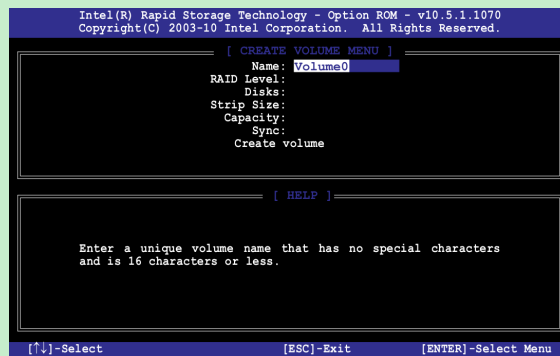 Intel(R) Rapid Storage Technology - Option ROM - v10.5.1.1070
Copyright(C) 2003-10 Intel Corporation. All Rights Reserved.
[ CREATE VOLUME MENU ]
Name: Volume0
RAID Level:
Disks:
Strip Size:
Capacity:
Sync:
Create volume
[ HELP ]
Enter a unique volume name that has no special characters
and is 16 characters or less.
[↑↓]-Select [ESC]-Exit [ENTER]-Select Menu